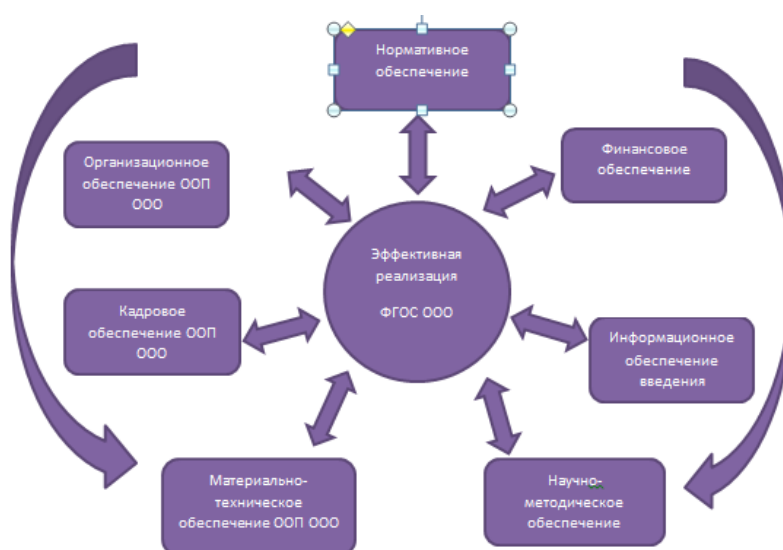 Нормативное
обеспечение
Организационное
обеспечение ООП
ООО
Финансовое
обеспечение
Эффективная
реализация
ФГОС ООО
Кадровое
обеспечение ООП
ООО
Информационное
обеспечение
введения
Материально-
техническое
обеспечение ООП ООО
Научно-
методическое
обеспечение